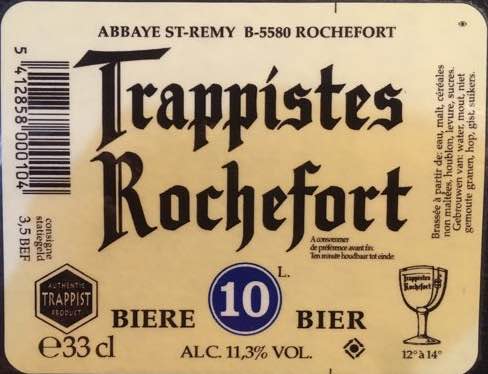 ABBAYE ST-REMY B-5580 ROCHEFORT
Trappistes
Rochefort
5 412858 000104
consigne
statiegeld
3,5 BEF
Brassée à partir de: eau, malt, céréales
non maltées, houblon, levure, sucres.
Gebrouwen van: water, mout, niet
gemoute granen, hop, gist, suikers.
A consommer
de préférence avant fin:
Ten minste houdbaar tot einde
L.
AUTHENTIC
TRAPPIST
PRODUCT
BIERE 10 BIER
Trappistes
Rochefort
e33 cl
ALC. 11,3% VOL.
12° à 14°